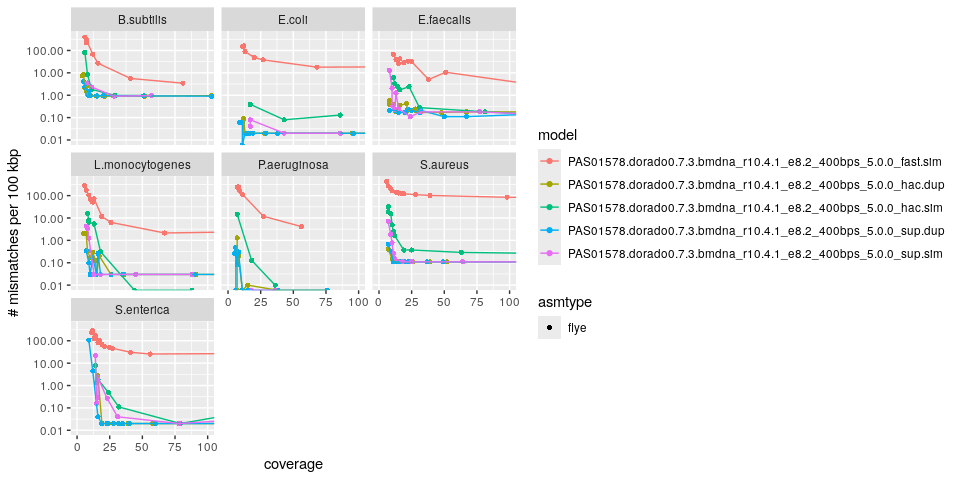 B.subtilis E.coli E.faecalis
100.00
10.00
1.00
0.10
0.01
L.monocytogenes P.aeruginosa S.aureus
100.00
10.00
1.00
0.10
0.01
0 25 50 75 100 0 25 50 75 100
S.enterica
100.00
10.00
1.00
0.10
0.01
0 25 50 75 100
coverage
# mismatches per 100 kbp
model
PAS01578.dorado0.7.3.bmdna_r10.4.1_e8.2_400bps_5.0.0_fast.sim
PAS01578.dorado0.7.3.bmdna_r10.4.1_e8.2_400bps_5.0.0_hac.dup
PAS01578.dorado0.7.3.bmdna_r10.4.1_e8.2_400bps_5.0.0_hac.sim
PAS01578.dorado0.7.3.bmdna_r10.4.1_e8.2_400bps_5.0.0_sup.dup
PAS01578.dorado0.7.3.bmdna_r10.4.1_e8.2_400bps_5.0.0_sup.sim
asmtype
flye